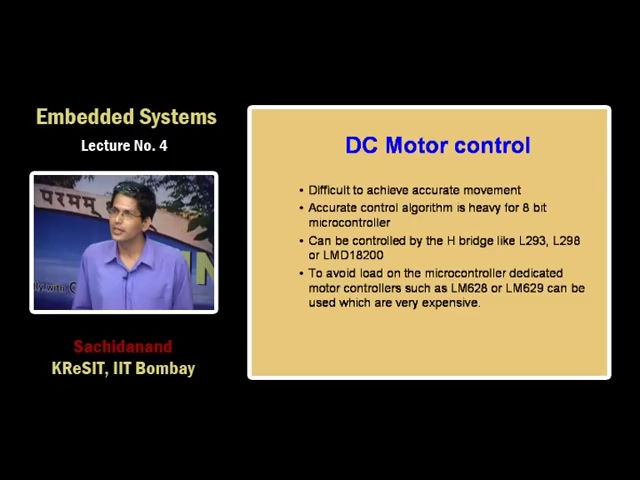 Embedded Systems
Lecture No. 4
परमम्
Sachidanand
KReSIT, IIT Bombay
DC Motor control
• Difficult to achieve accurate movement
• Accurate control algorithm is heavy for 8 bit
microcontroller
• Can be controlled by the H bridge like L293, L298
or LMD18200
• To avoid load on the microcontroller dedicated
motor controllers such as LM628 or LM629 can be
used which are very expensive.